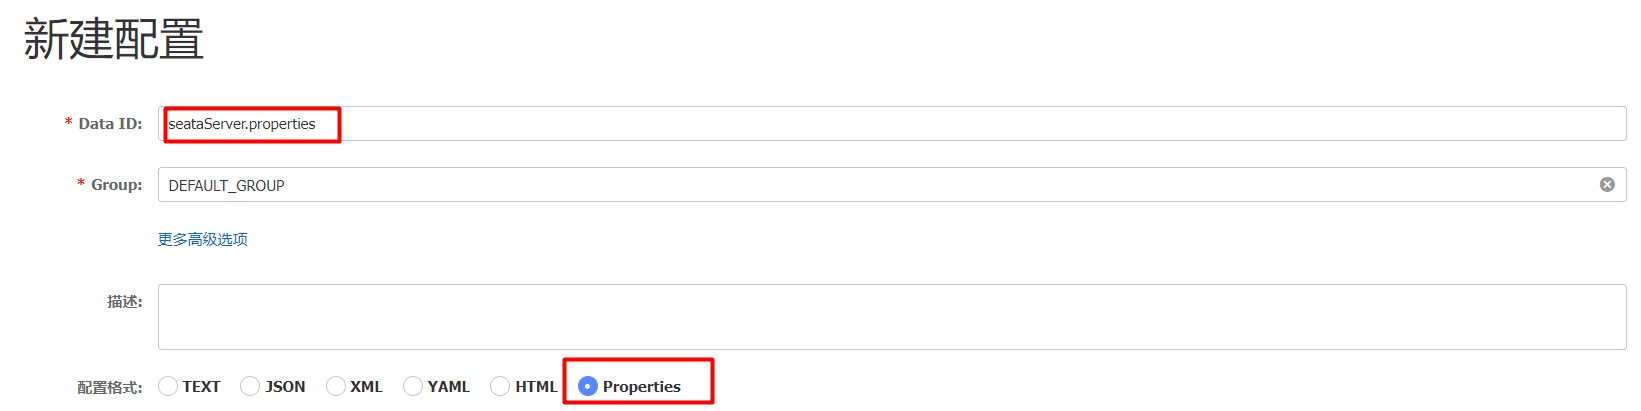 新建配置
* Data ID: seataServer.properties
* Group: DEFAULT_GROUP
更多高级选项
描述:
配置格式: TEXT JSON XML YAML HTML Properties